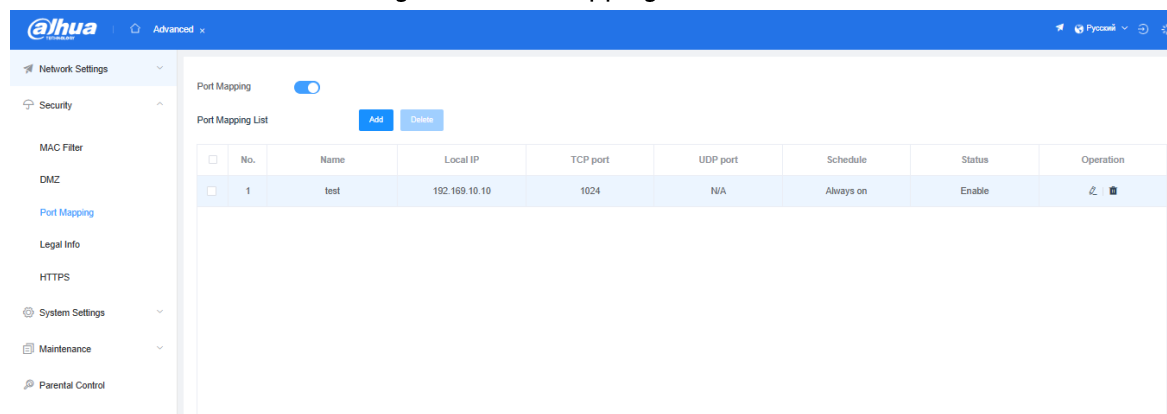 alhua
TECHNOLOGY
Advanced ×
Русский
Network Settings
Security
MAC Filter
DMZ
Port Mapping
Legal Info
HTTPS
System Settings
Maintenance
Parental Control
Port Mapping
Port Mapping List Add Delete
No. Name Local IP TCP port UDP port Schedule Status Operation
1 test 192.169.10.10 1024 N/A Always on Enable